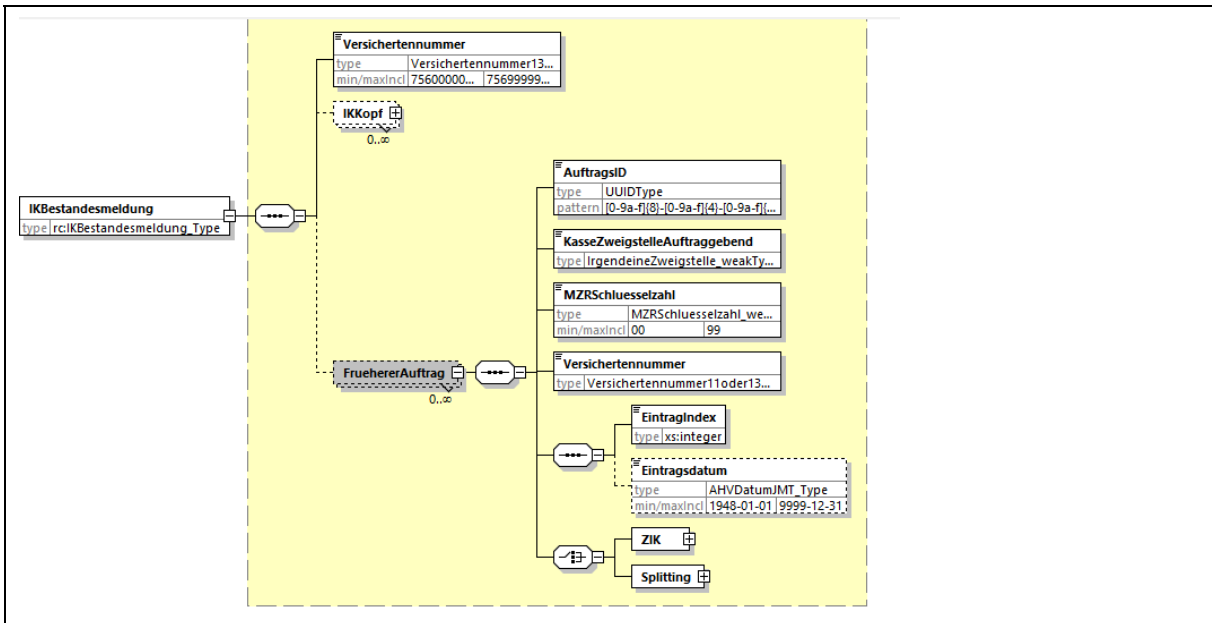 Versichertennummer
type Versichertennummer13...
min/maxIncl 75600000... 75699999...
IKKopf
0..∞
IKBestandesmeldung
type rc:IKBestandesmeldung_Type
AuftragsID
type UUIDType
pattern [0-9a-f]{8}-[0-9a-f]{4}-[0-9a-f]{...
KasseZweigstelleAuftraggebend
type IrgendeineZweigstelle_weakTy...
MZRSchluesselzahl
type MZRSchluesselzahl_we...
min/maxIncl 00 99
FruehererAuftrag
0..∞
Versichertennummer
type Versichertennummer11oder13...
EintragIndex
type xs:integer
Eintragsdatum
type AHVDatumJMT_Type
min/maxIncl 1948-01-01 9999-12-31
ZIK
Splitting